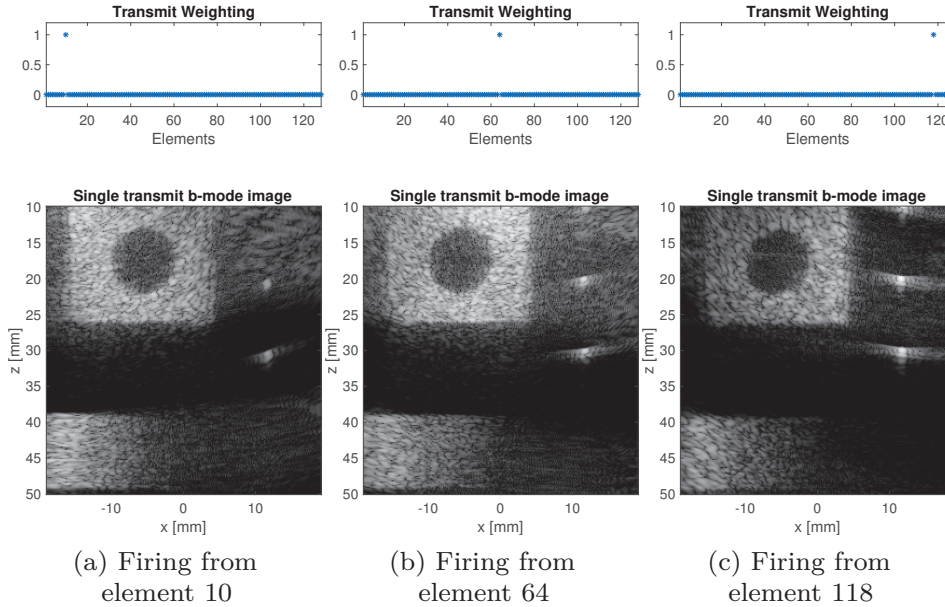 Transmit Weighting
1
0.5
0
20 40 60 80 100 120
Elements
Single transmit b-mode image
10
15
20
25
30
35
40
45
50
z [mm]
-10 0 10
x [mm]
(a) Firing from
element 10
Transmit Weighting
1
0.5
0
20 40 60 80 100 120
Elements
Single transmit b-mode image
10
15
20
25
30
35
40
45
50
z [mm]
-10 0 10
x [mm]
(b) Firing from
element 64
Transmit Weighting
1
0.5
0
20 40 60 80 100 120
Elements
Single transmit b-mode image
10
15
20
25
30
35
40
45
50
z [mm]
-10 0 10
x [mm]
(c) Firing from
element 118